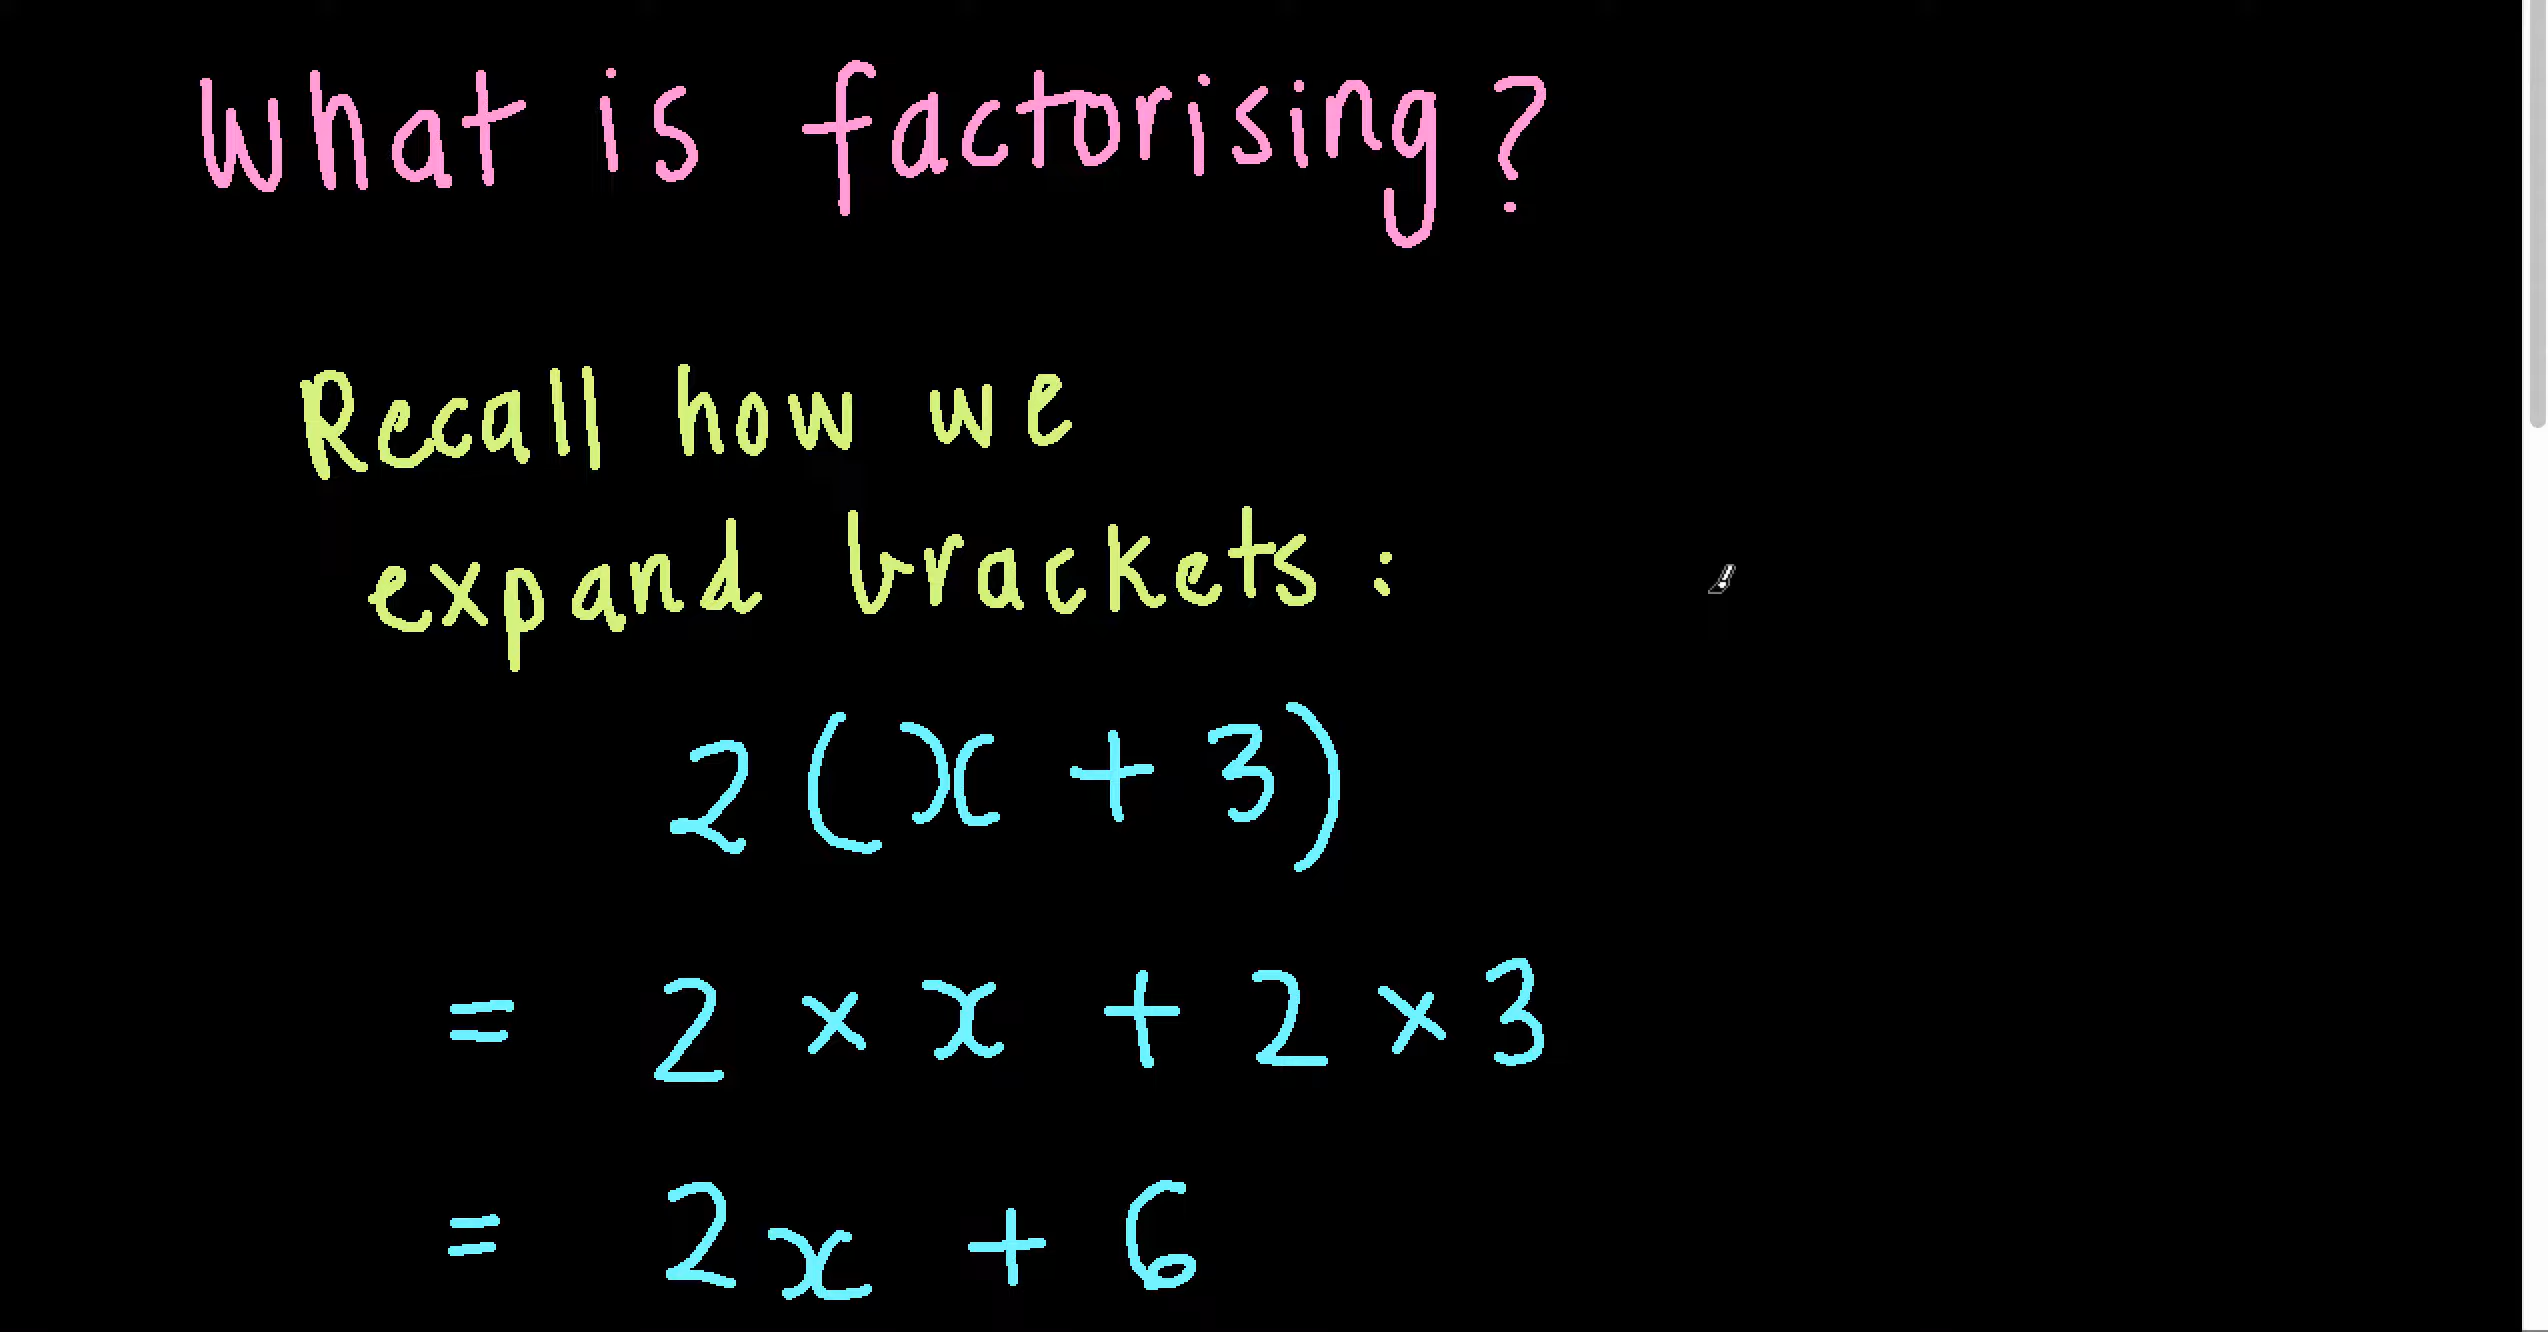 What is factorising?
Recall how we
expand brackets:
2(x + 3)
= 2 × x + 2 × 3
= 2x + 6